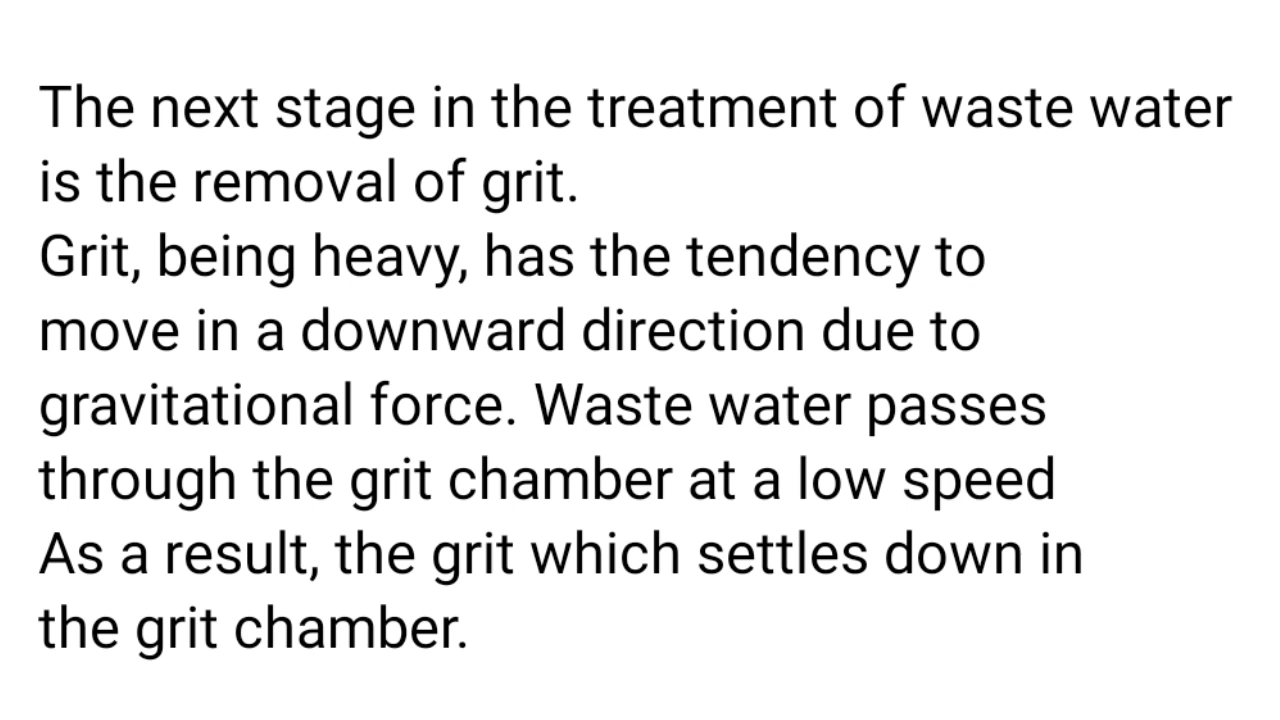 The next stage in the treatment of waste water
is the removal of grit.
Grit, being heavy, has the tendency to
move in a downward direction due to
gravitational force. Waste water passes
through the grit chamber at a low speed
As a result, the grit which settles down in
the grit chamber.